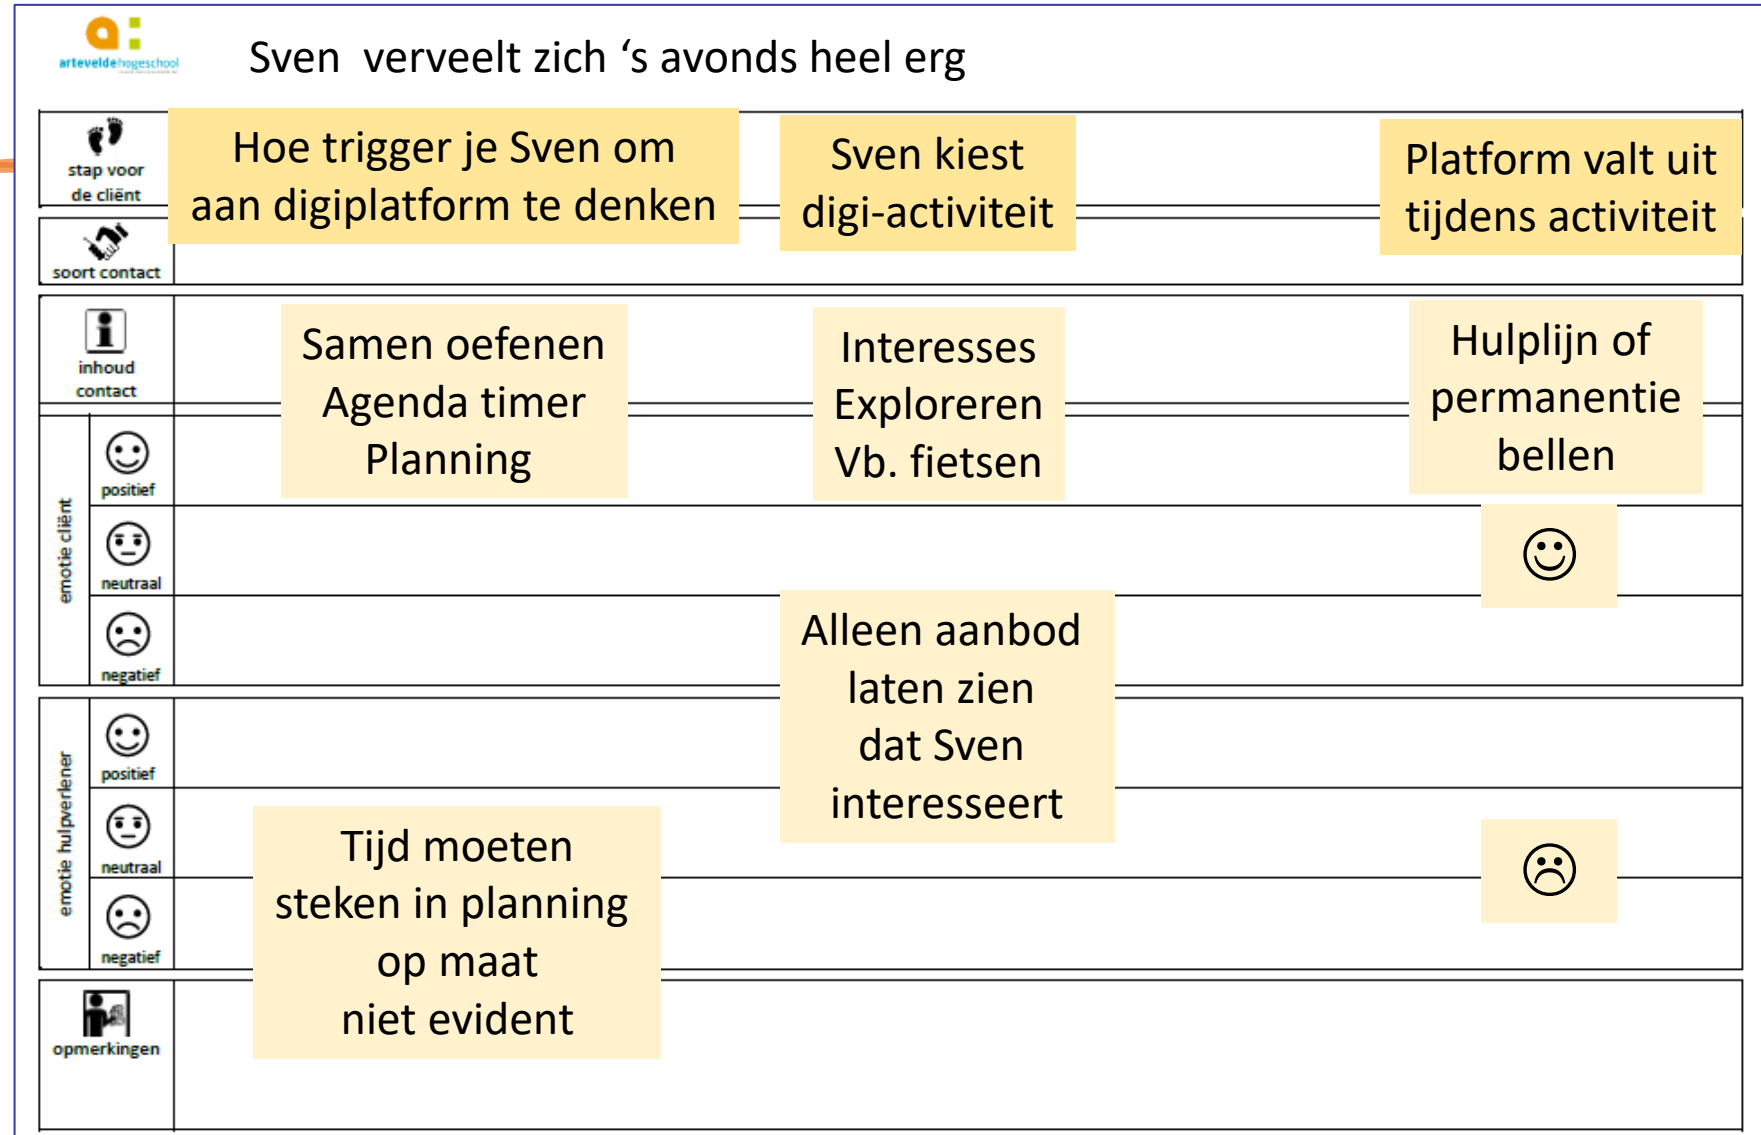 arteveldehogeschool
Sven verveelt zich ‘s avonds heel erg
stap voor
de cliënt
Hoe trigger je Sven om
aan digiplatform te denken
Sven kiest
digi-activiteit
Platform valt uit
tijdens activiteit
soort contact
inhoud
contact
Samen oefenen
Agenda timer
Planning
Interesses
Exploreren
Vb. fietsen
Hulplijn of
permanentie
bellen
emotie cliënt
positief
neutraal
negatief
Alleen aanbod
laten zien
dat Sven
interesseert
emotie hulpverlener
positief
neutraal
negatief
Tijd moeten
steken in planning
op maat
niet evident
opmerkingen